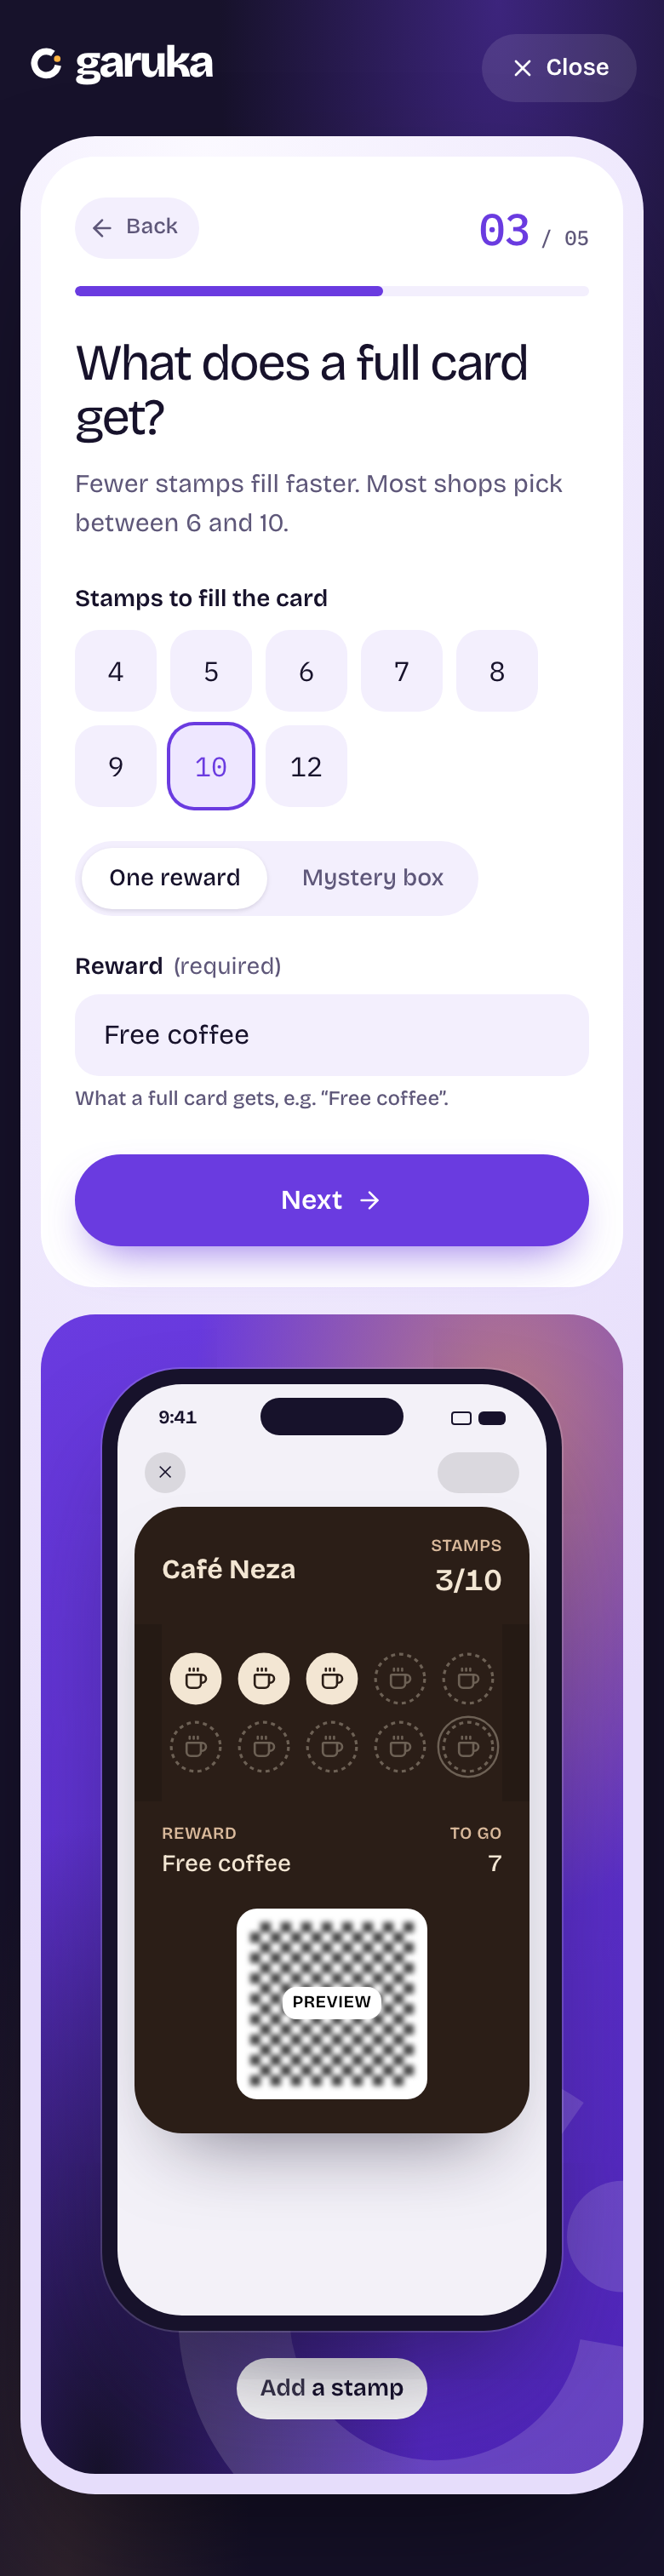 garuka
Close
Back
03 / 05
What does a full card
get?
Fewer stamps fill faster. Most shops pick
between 6 and 10.
Stamps to fill the card
4 5 6 7 8
9 10 12
One reward Mystery box
Reward (required)
Free coffee
What a full card gets, e.g. “Free coffee”.
Next
9:41
STAMPS
Café Neza
3/10
REWARD TO GO
Free coffee 7
PREVIEW
Add a stamp